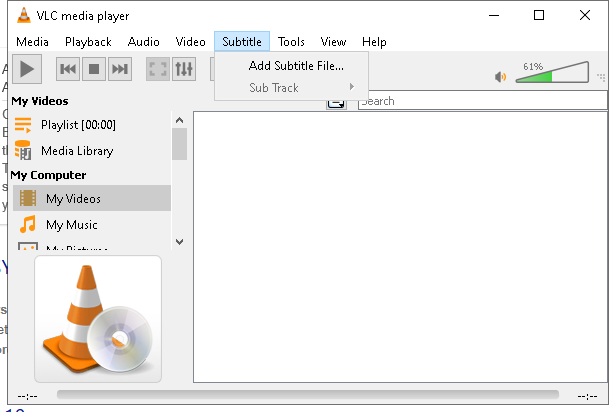 VLC media player
Media Playback Audio Video Subtitle Tools View Help
Add Subtitle File...
Sub Track
61%
My Videos
Search
Playlist [00:00]
Media Library
My Computer
My Videos
My Music
My Pictures
--:-- --:--